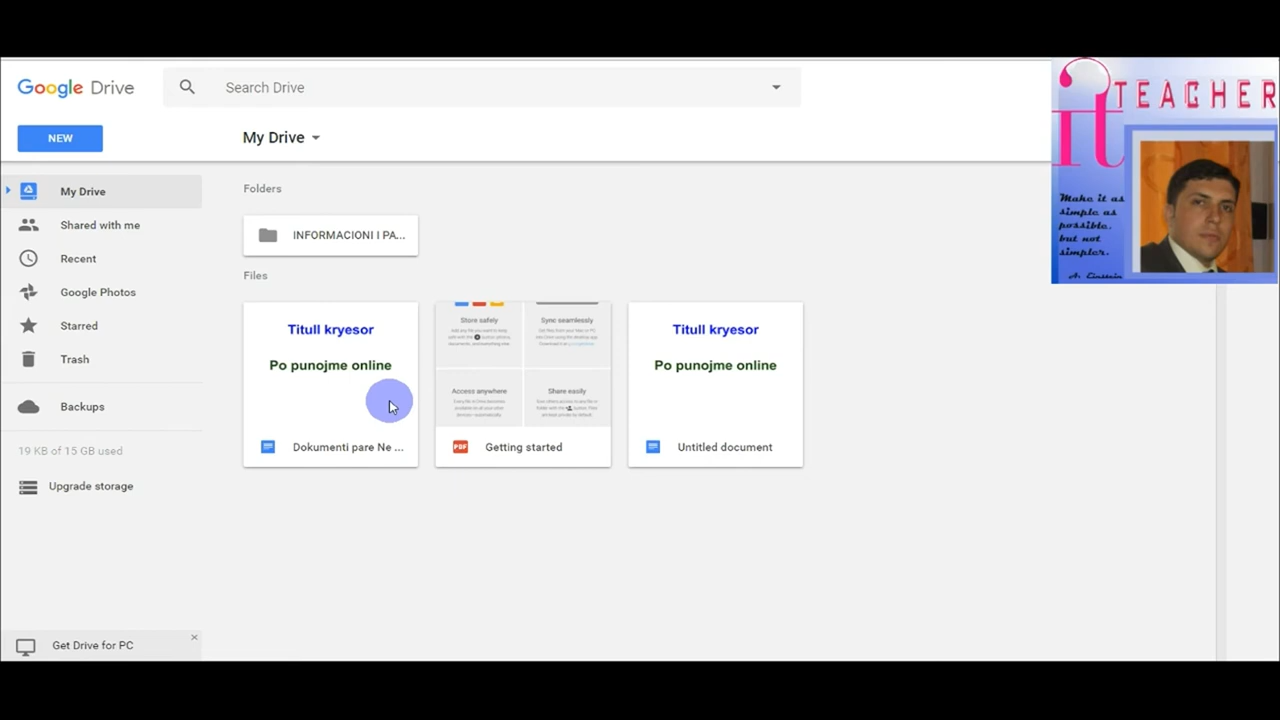 Google Drive
Search Drive
TEACHER
it
NEW
My Drive
My Drive
Shared with me
Recent
Google Photos
Starred
Trash
Backups
19 KB of 15 GB used
Upgrade storage
Get Drive for PC
Folders
INFORMACIONI I PA...
Files
Titull kryesor
Po punojme online
Dokumenti pare Ne ...
Store safely
Sync seamlessly
Access anywhere
Share easily
PDF
Getting started
Titull kryesor
Po punojme online
Untitled document
Make it as
simple as
possible,
but not
simpler.
A. Einstein